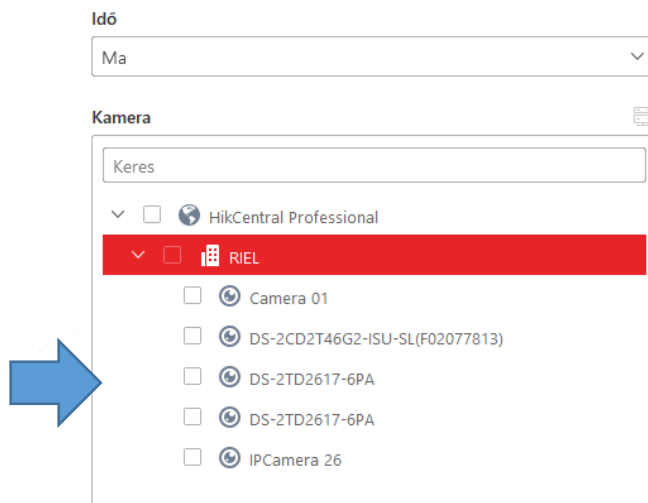 Idő
Ma
Kamera
Keres
HikCentral Professional
RIEL
Camera 01
DS-2CD2T46G2-ISU-SL(F02077813)
DS-2TD2617-6PA
DS-2TD2617-6PA
IPCamera 26